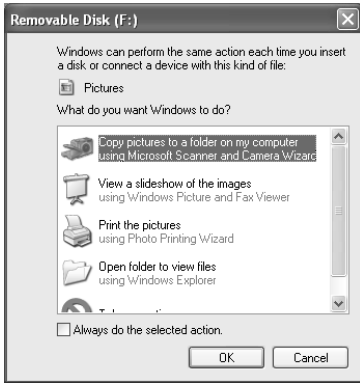 Removable Disk (F:)
Windows can perform the same action each time you insert
a disk or connect a device with this kind of file:
Pictures
What do you want Windows to do?
Copy pictures to a folder on my computer
using Microsoft Scanner and Camera Wizard
View a slideshow of the images
using Windows Picture and Fax Viewer
Print the pictures
using Photo Printing Wizard
Open folder to view files
using Windows Explorer
Always do the selected action.
OK
Cancel